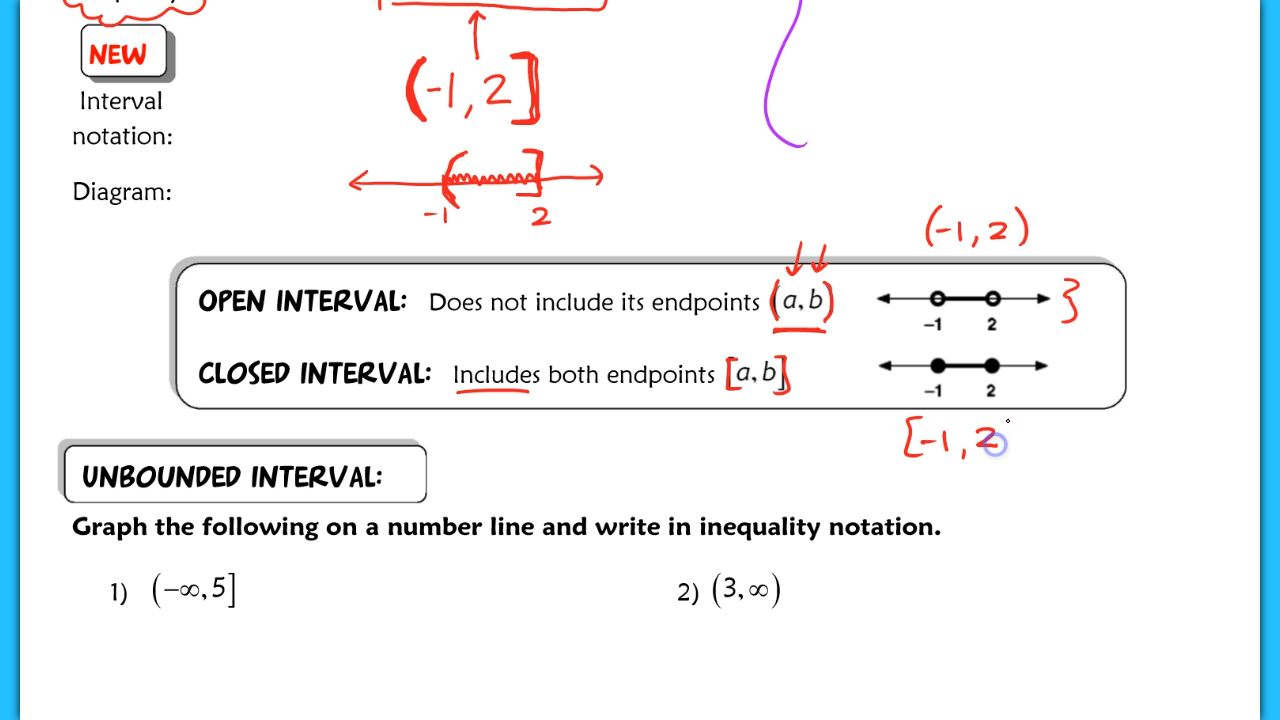 NEW
(-1, 2]
Interval
notation:
Diagram:
-1 2
(-1, 2)
OPEN INTERVAL: Does not include its endpoints (a, b)
–1 2
CLOSED INTERVAL: Includes both endpoints [a, b]
–1 2
[-1, 2
UNBOUNDED INTERVAL:
Graph the following on a number line and write in inequality notation.
1) (−∞, 5]
2) (3, ∞)